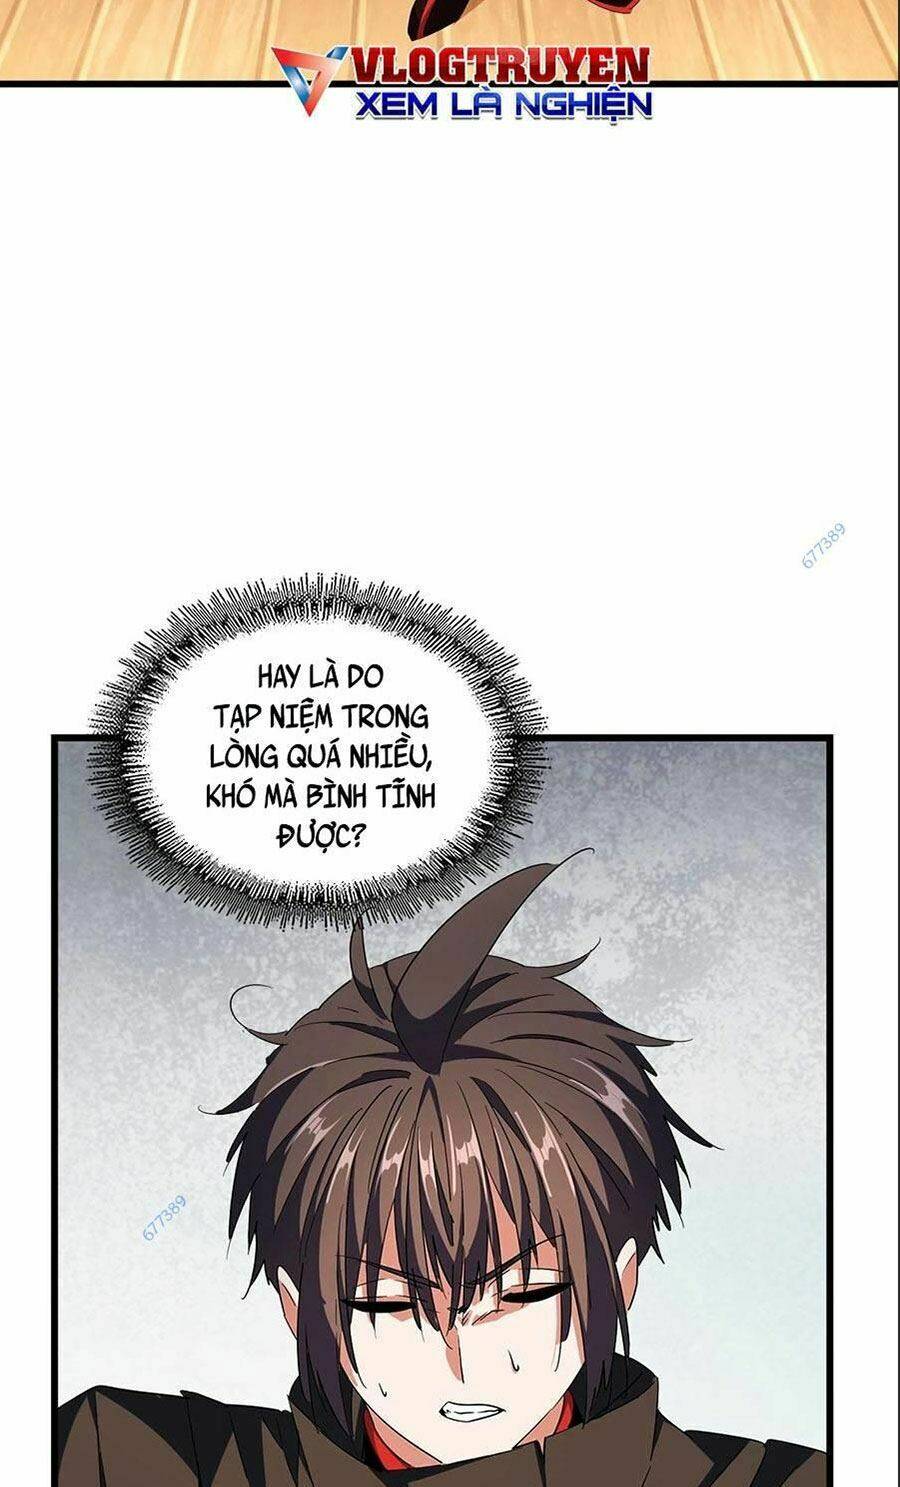 VLOGTRUYEN
XEM LÀ NGHIỆN
677389
HAY LÀ DO
TẠP NIỆM TRONG
LÒNG QUÁ NHIỀU,
KHÓ MÀ BÌNH TĨNH
ĐƯỢC?
677389